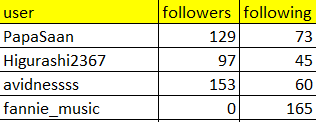 user followers following
PapaSaan 129 73
Higurashi2367 97 45
avidnessss 153 60
fannie_music 0 165